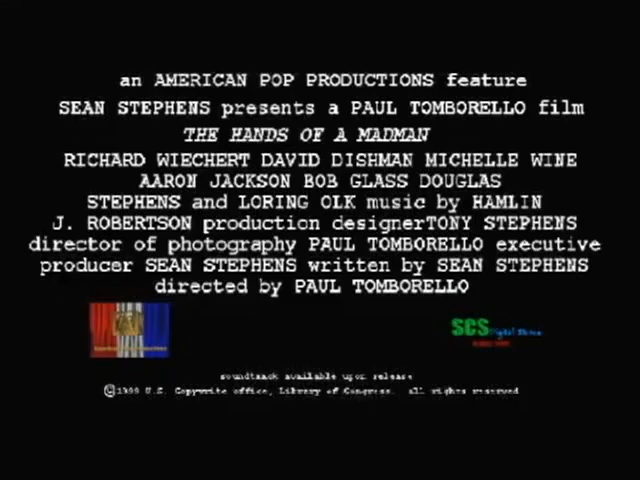 an AMERICAN POP PRODUCTIONS feature
SEAN STEPHENS presents a PAUL TOMBORELLO film
THE HANDS OF A MADMAN
RICHARD WIECHERT DAVID DISHMAN MICHELLE WINE
AARON JACKSON BOB GLASS DOUGLAS
STEPHENS and LORING OLK music by HAMLIN
J. ROBERTSON production designerTONY STEPHENS
director of photography PAUL TOMBORELLO executive
producer SEAN STEPHENS written by SEAN STEPHENS
directed by PAUL TOMBORELLO
SCS Digital
soundtrack available upon release
©1999 U.S. Copywrite office, Library of Congress. all rights reserved